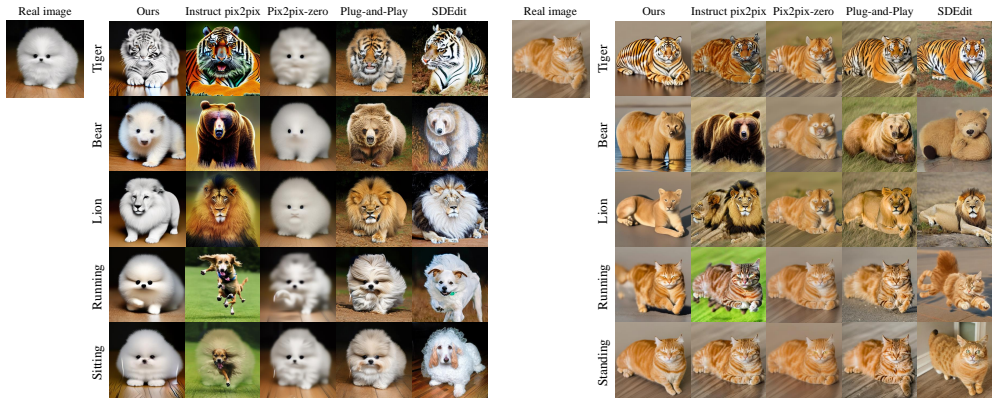 Real image Ours Instruct pix2pix Pix2pix-zero Plug-and-Play SDEdit
Tiger
Bear
Lion
Running
Sitting
Real image Ours Instruct pix2pix Pix2pix-zero Plug-and-Play SDEdit
Tiger
Bear
Lion
Running
Standing